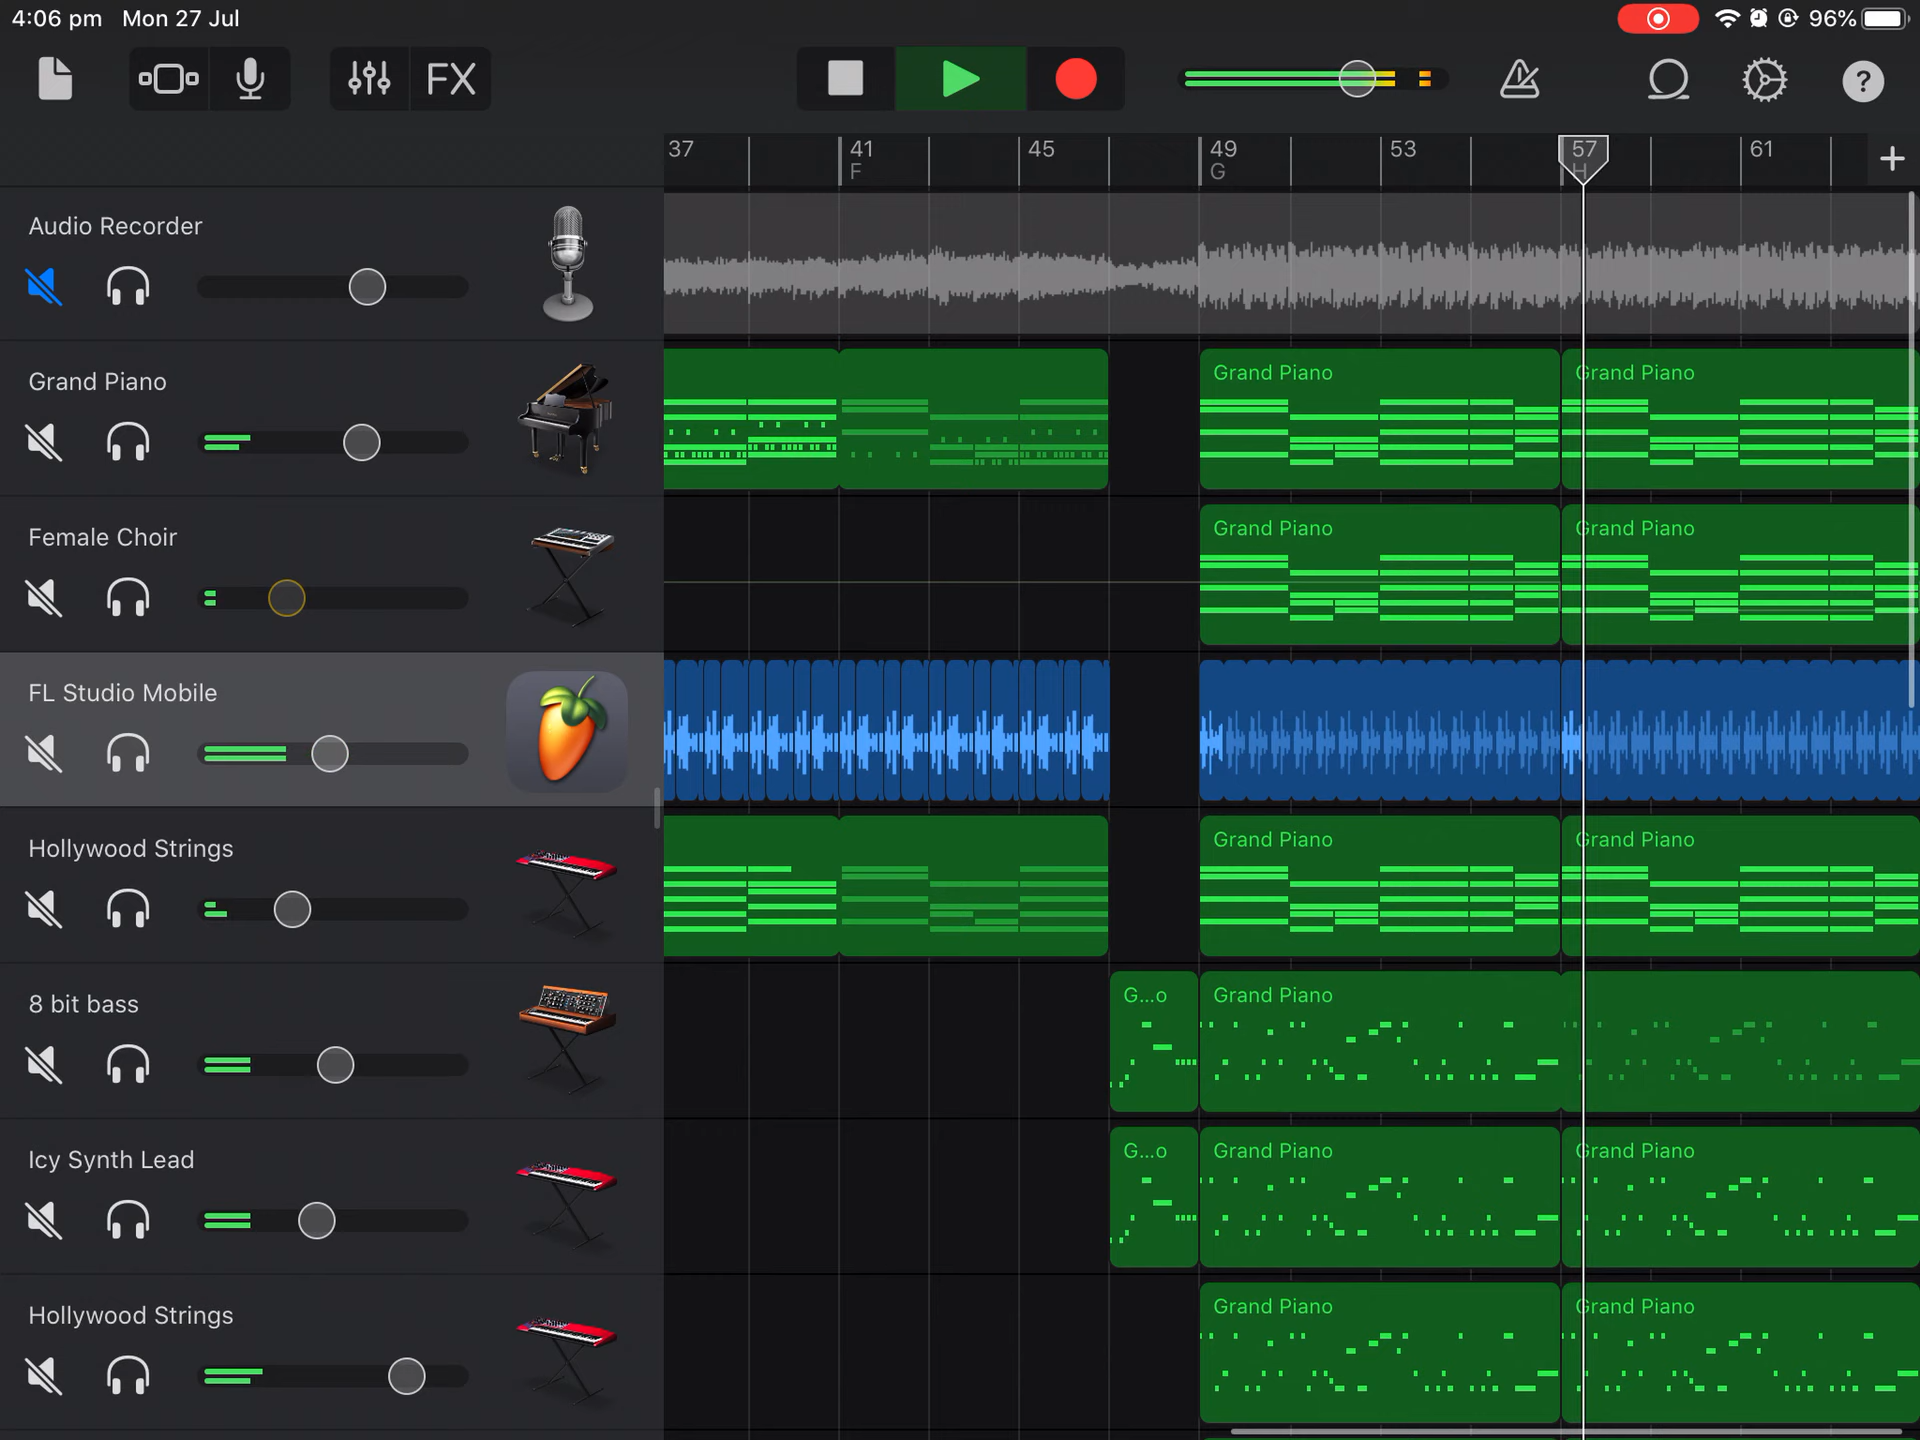 4:06 pm Mon 27 Jul 96%
FX ?
37 41 45 49 53 57 61 +
F G H
Audio Recorder
Grand Piano
Grand Piano Grand Piano
Female Choir
Grand Piano Grand Piano
FL Studio Mobile
Hollywood Strings
Grand Piano Grand Piano
8 bit bass
G...o Grand Piano
Icy Synth Lead
G...o Grand Piano Grand Piano
Hollywood Strings
Grand Piano Grand Piano